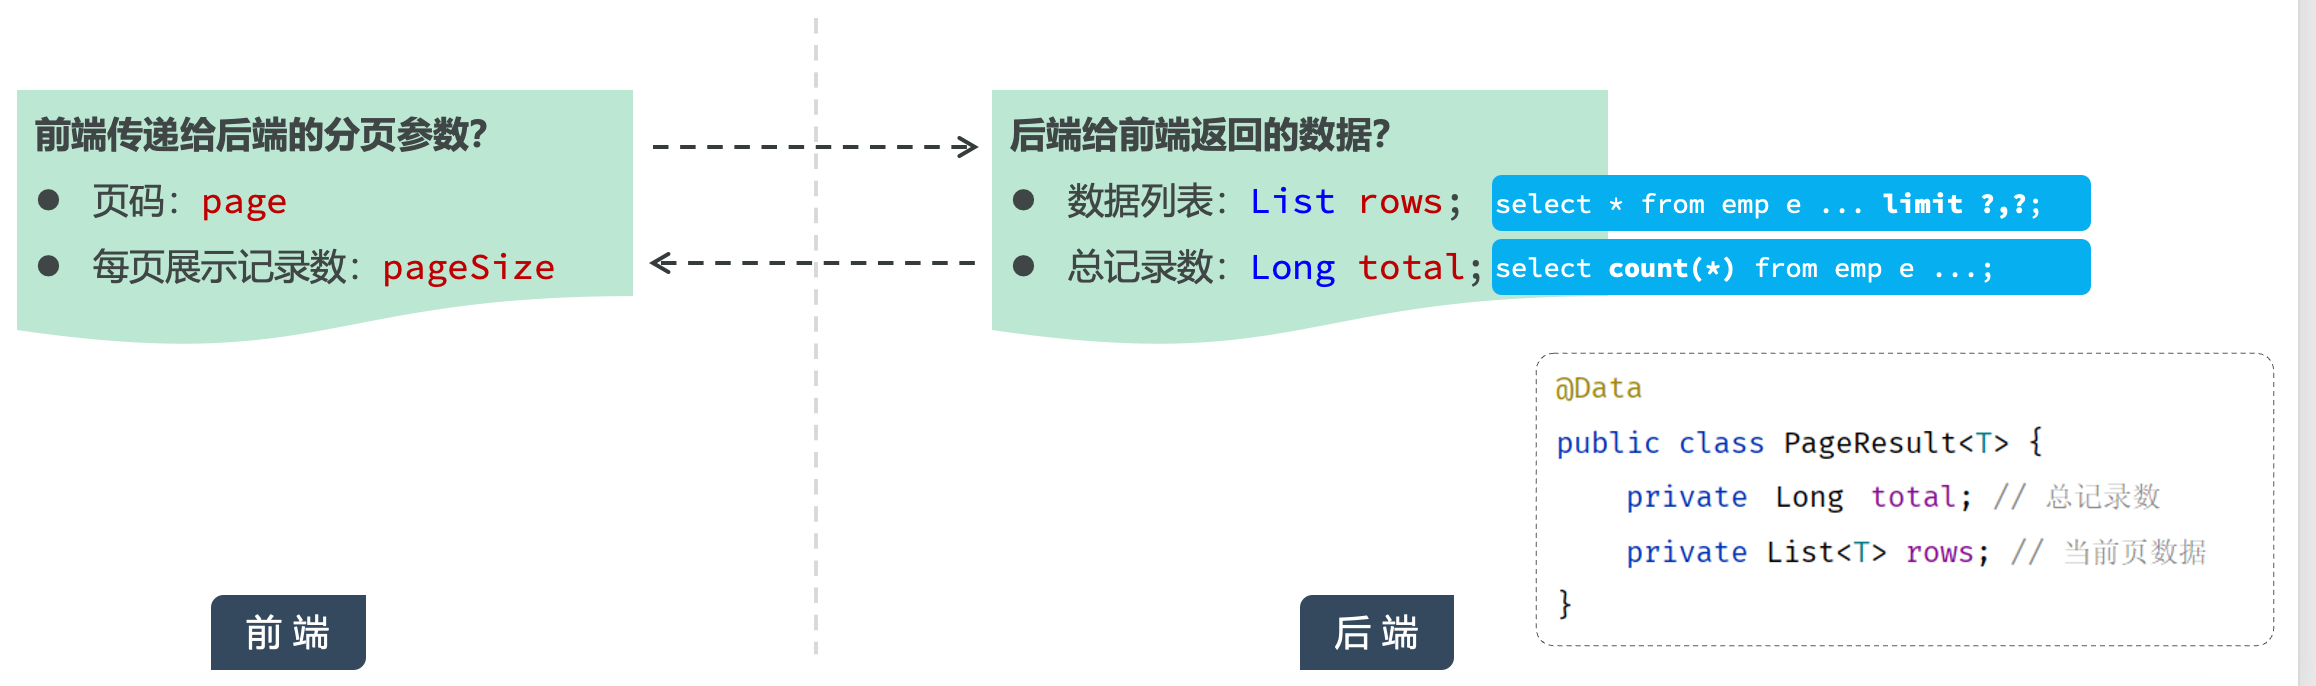 前端传递给后端的分页参数?
● 页码：page
● 每页展示记录数：pageSize
后端给前端返回的数据?
● 数据列表：List rows; select * from emp e ... limit ?,?;
● 总记录数：Long total; select count(*) from emp e ...;
@Data
public class PageResult<T> {
private Long total; // 总记录数
private List<T> rows; // 当前页数据
}
前 端
后 端